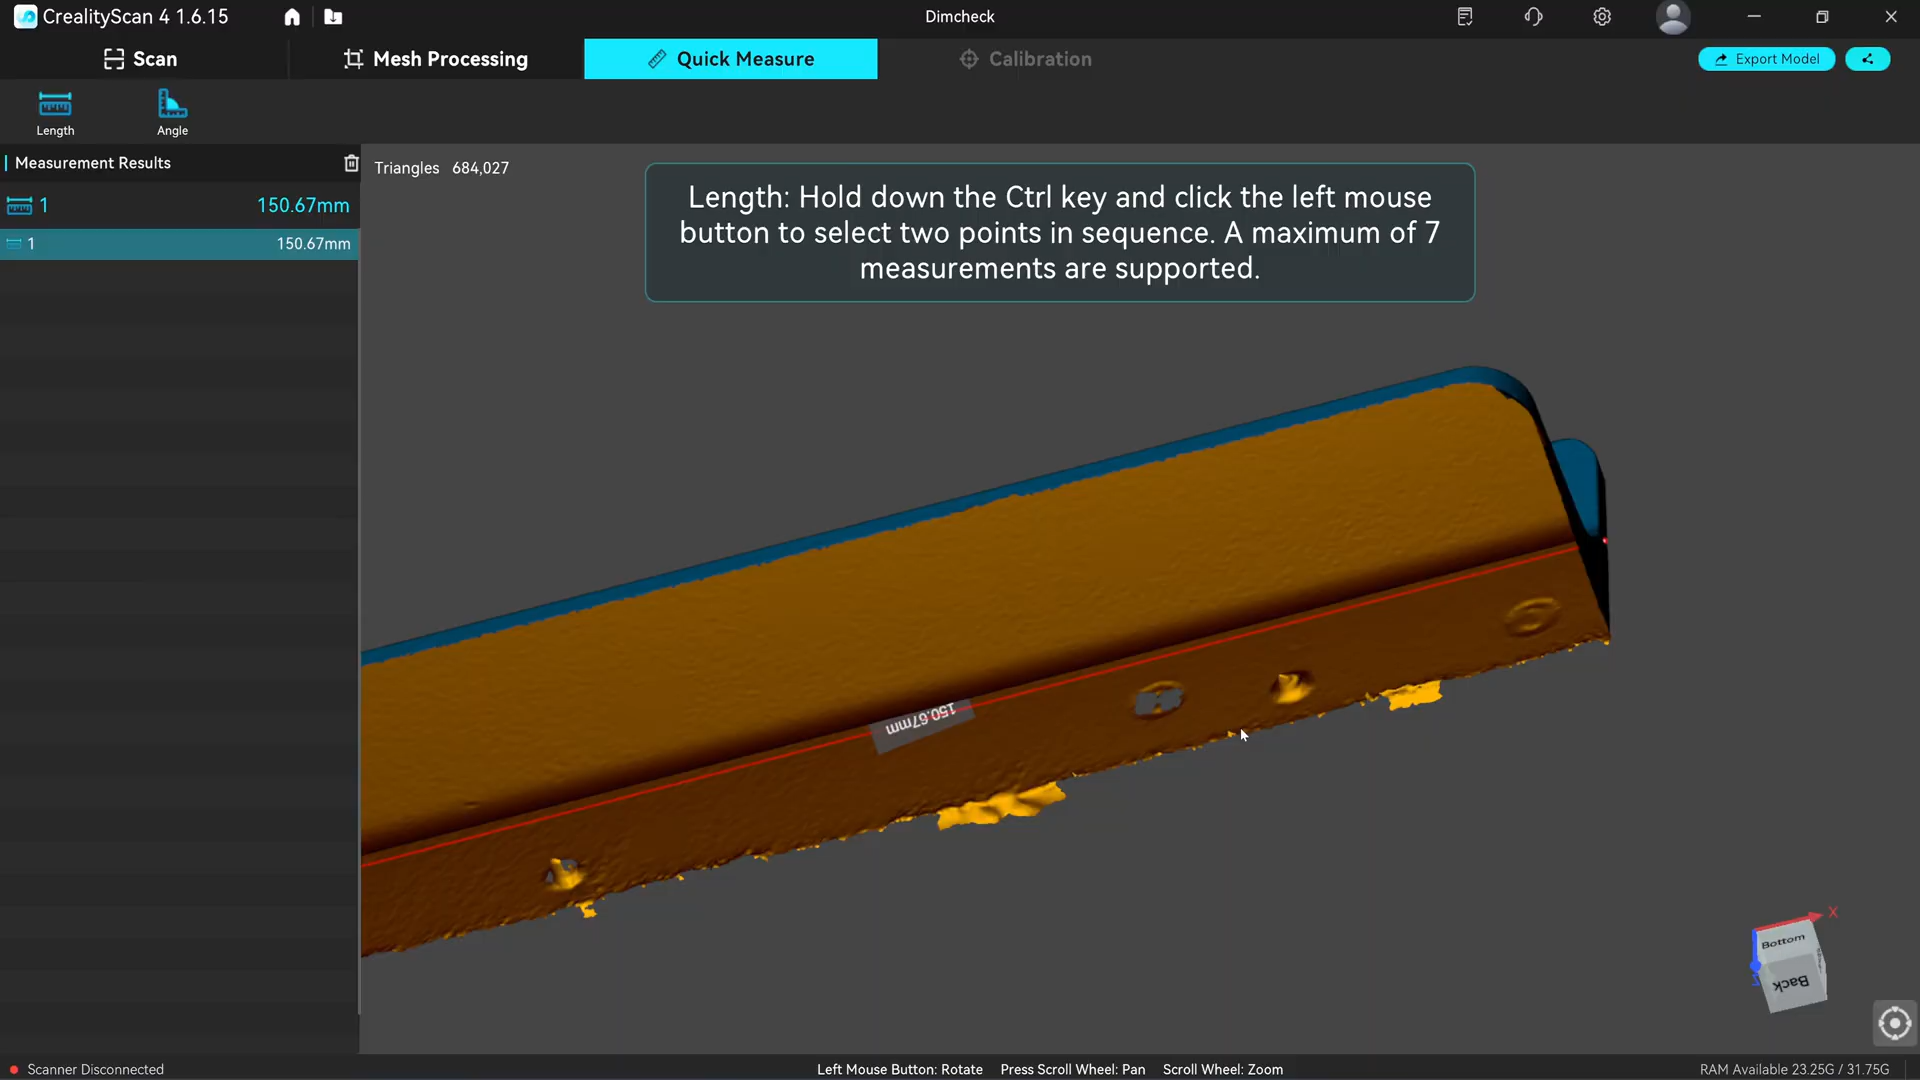 CrealityScan 4 1.6.15
Dimcheck
Scan
Mesh Processing
Quick Measure
Calibration
Export Model
Length
Angle
Measurement Results
1 150.67mm
1 150.67mm
Triangles 684,027
Length: Hold down the Ctrl key and click the left mouse
button to select two points in sequence. A maximum of 7
measurements are supported.
150.67mm
X
Bottom
Back
Scanner Disconnected
Left Mouse Button: Rotate Press Scroll Wheel: Pan Scroll Wheel: Zoom
RAM Available 23.25G / 31.75G